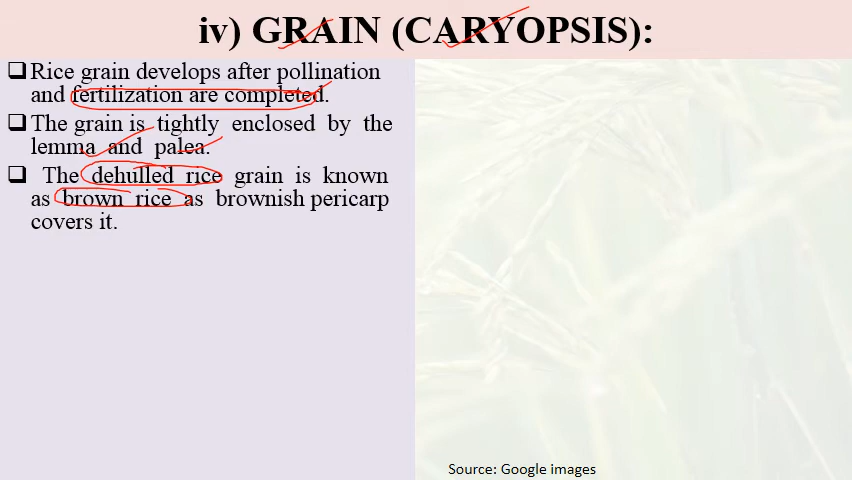 iv) GRAIN (CARYOPSIS):
❑Rice grain develops after pollination
and fertilization are completed.
❑The grain is tightly enclosed by the
lemma and palea.
❑ The dehulled rice grain is known
as brown rice as brownish pericarp
covers it.
Source: Google images